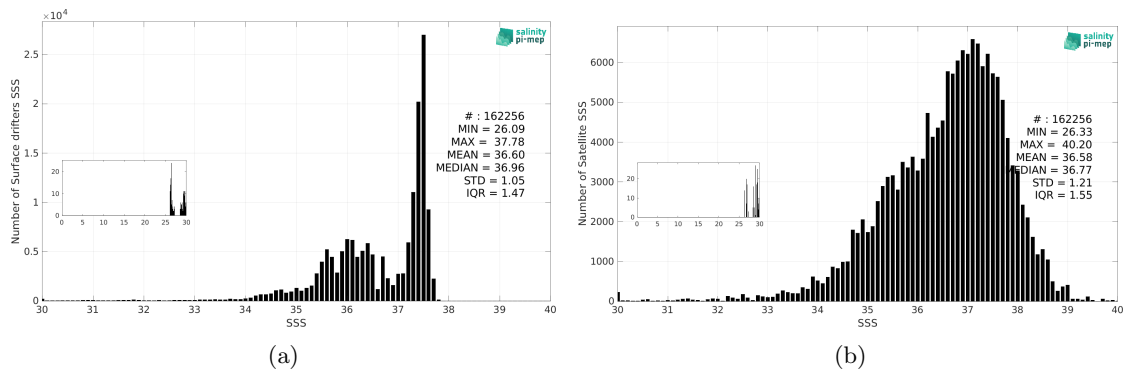 ×10⁴
2.5
2
1.5
1
0.5
0
30 31 32 33 34 35 36 37 38 39 40
SSS
Number of Surface drifters SSS
salinity
pi-mep
# : 162256
MIN = 26.09
MAX = 37.78
MEAN = 36.60
MEDIAN = 36.96
STD = 1.05
IQR = 1.47
20
10
0
0 5 10 15 20 25 30
(a)
6000
5000
4000
3000
2000
1000
0
30 31 32 33 34 35 36 37 38 39 40
SSS
Number of Satellite SSS
salinity
pi-mep
# : 162256
MIN = 26.33
MAX = 40.20
MEAN = 36.58
MEDIAN = 36.77
STD = 1.21
IQR = 1.55
20
10
0
0 5 10 15 20 25 30
(b)